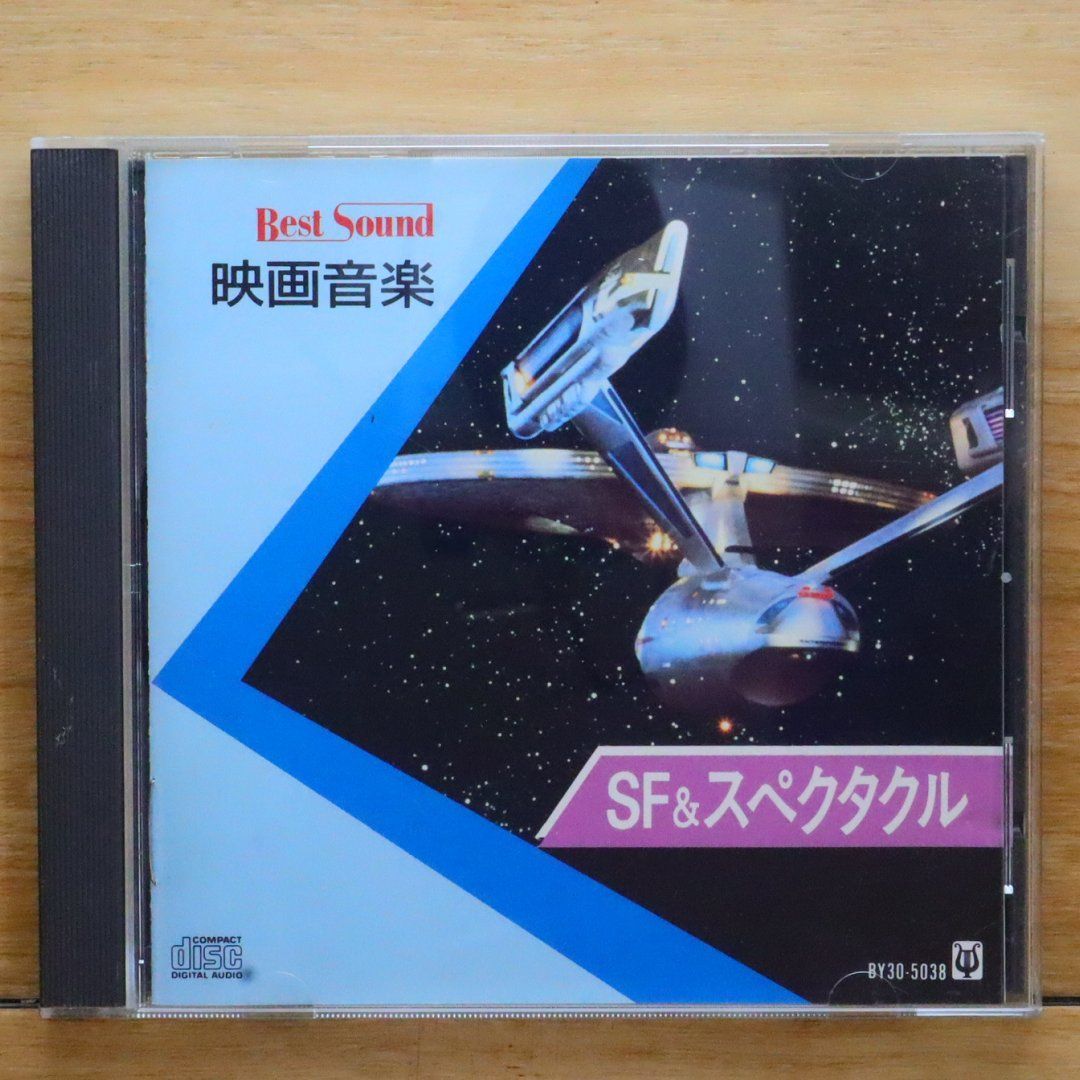 Best Sound
映画音楽
SF&スペクタクル
COMPACT
disc
DIGITAL AUDIO
BY30-5038